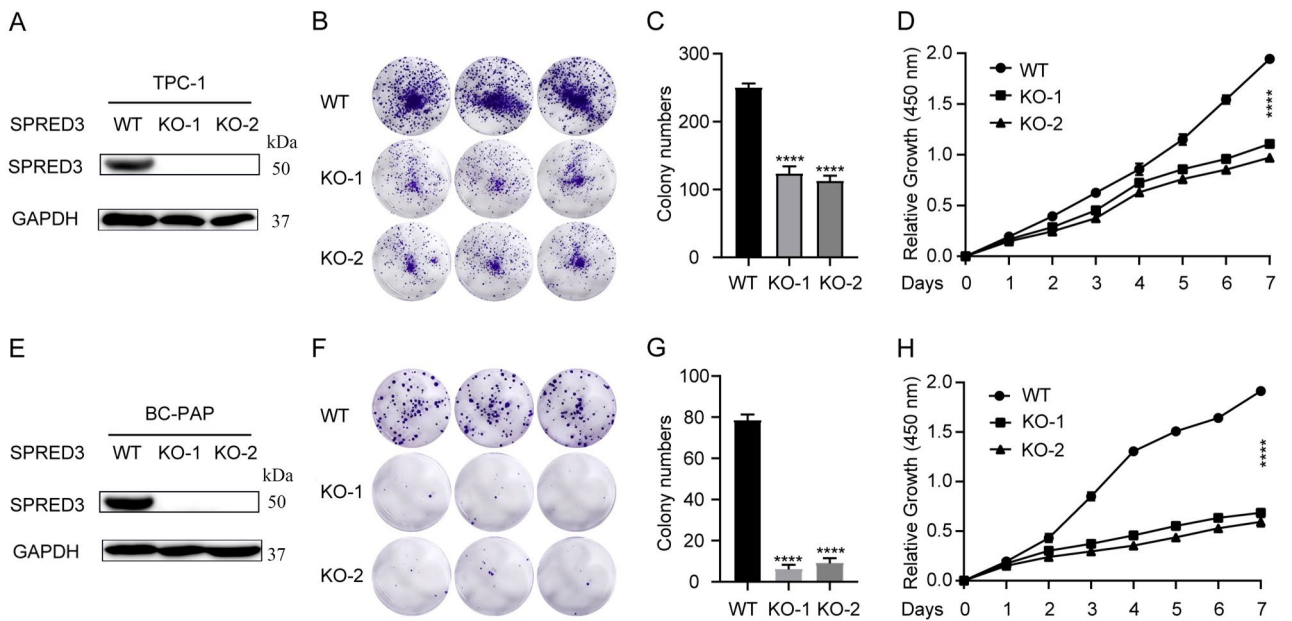 A
TPC-1
SPRED3 WT KO-1 KO-2
kDa
SPRED3 50
GAPDH 37
B
WT
KO-1
KO-2
C
Colony numbers
300
200
100
0
**** ****
WT KO-1 KO-2
D
Relative Growth (450 nm)
2.0
1.5
1.0
0.5
0.0
WT
KO-1
KO-2
****
Days 0 1 2 3 4 5 6 7
E
BC-PAP
SPRED3 WT KO-1 KO-2
kDa
SPRED3 50
GAPDH 37
F
WT
KO-1
KO-2
G
Colony numbers
100
80
60
40
20
0
**** ****
WT KO-1 KO-2
H
Relative Growth (450 nm)
2.0
1.5
1.0
0.5
0.0
WT
KO-1
KO-2
****
Days 0 1 2 3 4 5 6 7